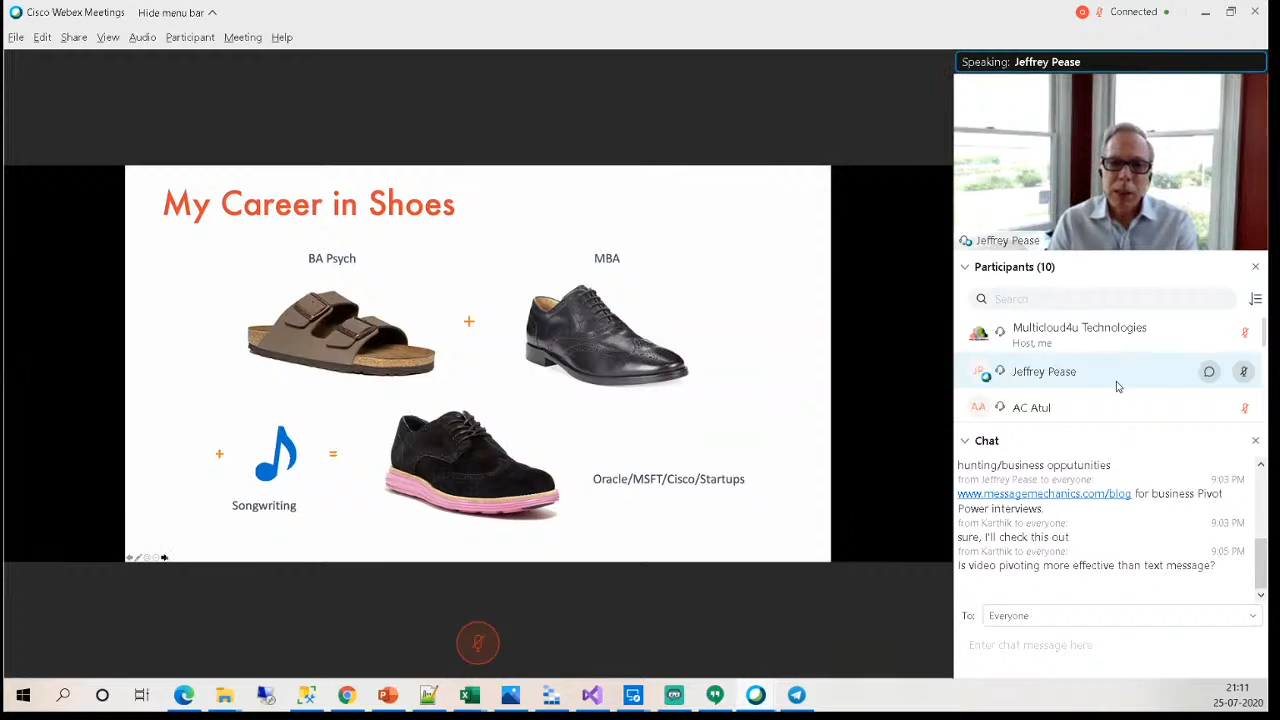 Cisco Webex Meetings Hide menu bar Connected
File Edit Share View Audio Participant Meeting Help
Speaking: Jeffrey Pease
My Career in Shoes
BA Psych
MBA
+
+
=
Songwriting
Oracle/MSFT/Cisco/Startups
Jeffrey Pease
Participants (10)
Search
Multicloud4u Technologies
Host, me
JP Jeffrey Pease
AA AC Atul
Chat
hunting/business opputunities
from Jeffrey Pease to everyone: 9:03 PM
www.messagemechanics.com/blog for business Pivot
Power interviews.
from Karthik to everyone: 9:03 PM
sure, I'll check this out
from Karthik to everyone: 9:05 PM
Is video pivoting more effective than text message?
To: Everyone
Enter chat message here
21:11
25-07-2020